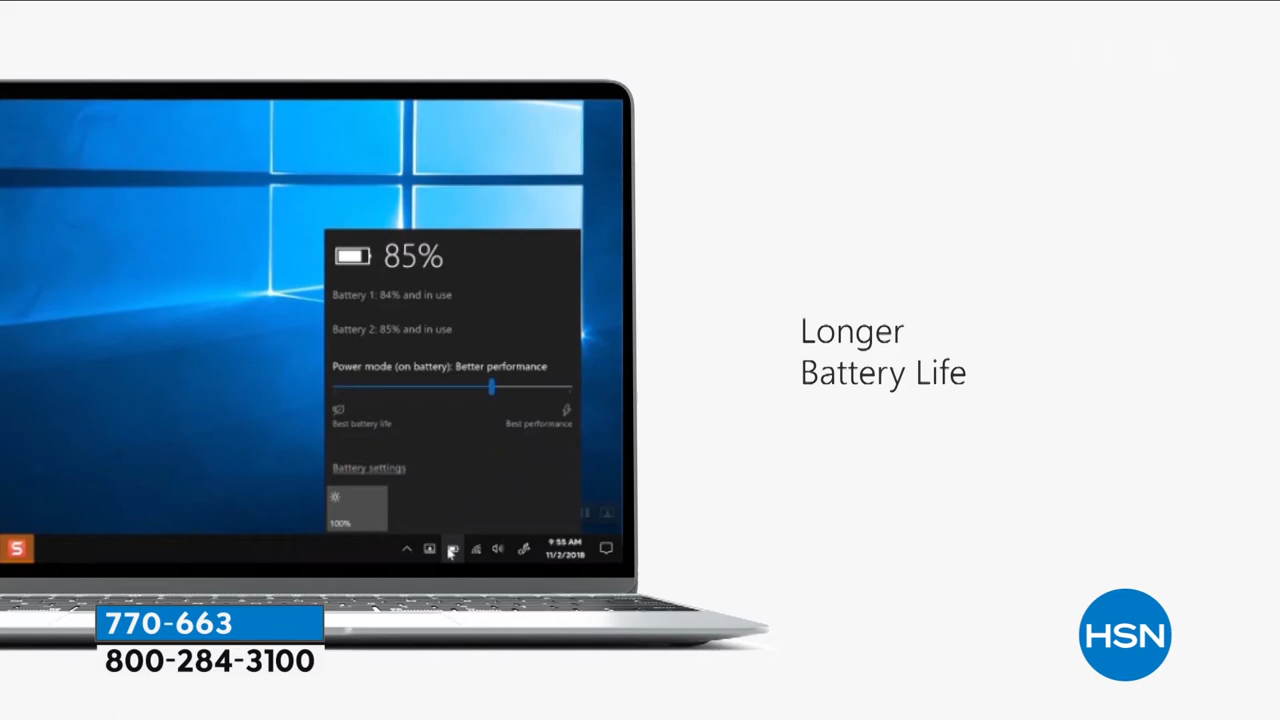 85%
Battery 1: 84% and in use
Battery 2: 85% and in use
Power mode (on battery): Better performance
Best battery life
Best performance
Battery settings
100%
S
9:55 AM
11/2/2018
Longer
Battery Life
770-663
800-284-3100
HSN